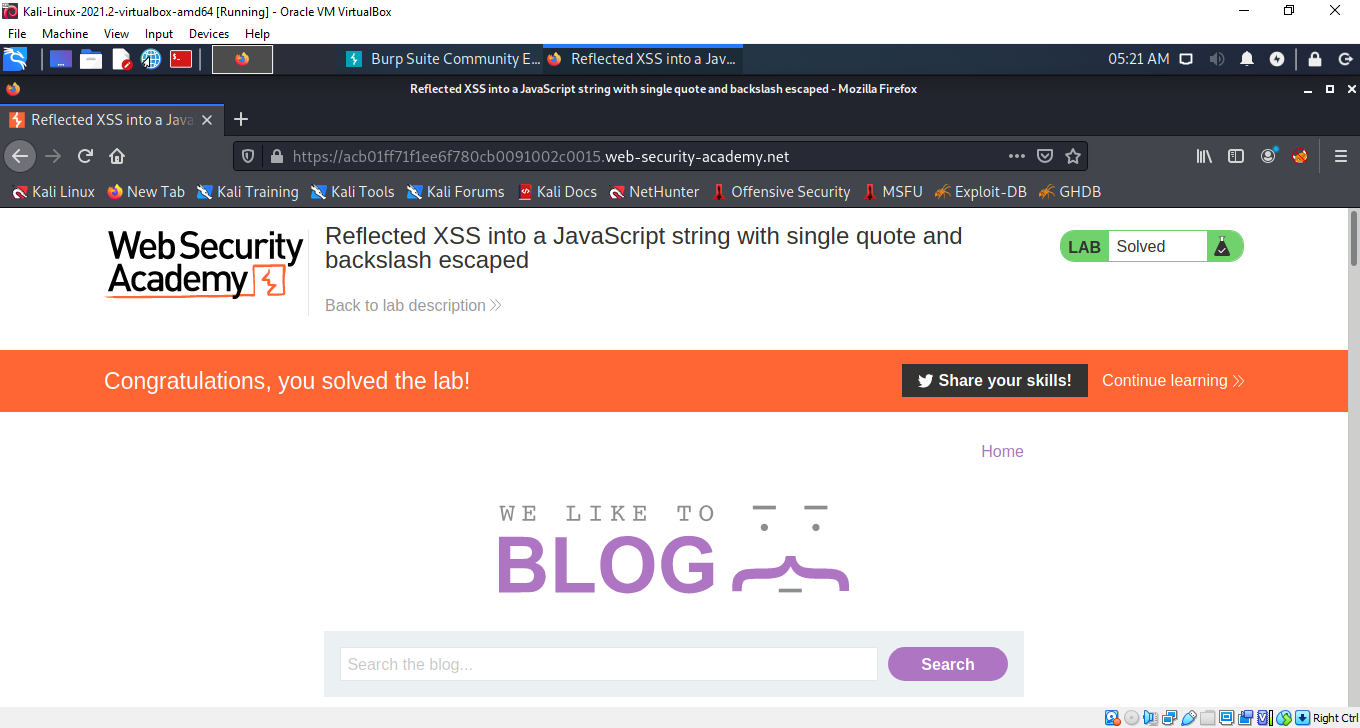 Kali-Linux-2021.2-virtualbox-amd64 [Running] - Oracle VM VirtualBox
File Machine View Input Devices Help
Burp Suite Community E... Reflected XSS into a Jav... 05:21 AM
Reflected XSS into a JavaScript string with single quote and backslash escaped - Mozilla Firefox
Reflected XSS into a Java
https://acb01ff71f1ee6f780cb0091002c0015.web-security-academy.net
Kali Linux New Tab Kali Training Kali Tools Kali Forums Kali Docs NetHunter Offensive Security MSFU Exploit-DB GHDB
Web Security
Academy
Reflected XSS into a JavaScript string with single quote and
backslash escaped
LAB Solved
Back to lab description
Congratulations, you solved the lab! Share your skills! Continue learning
Home
WE LIKE TO
BLOG
Search the blog... Search
Right Ctrl